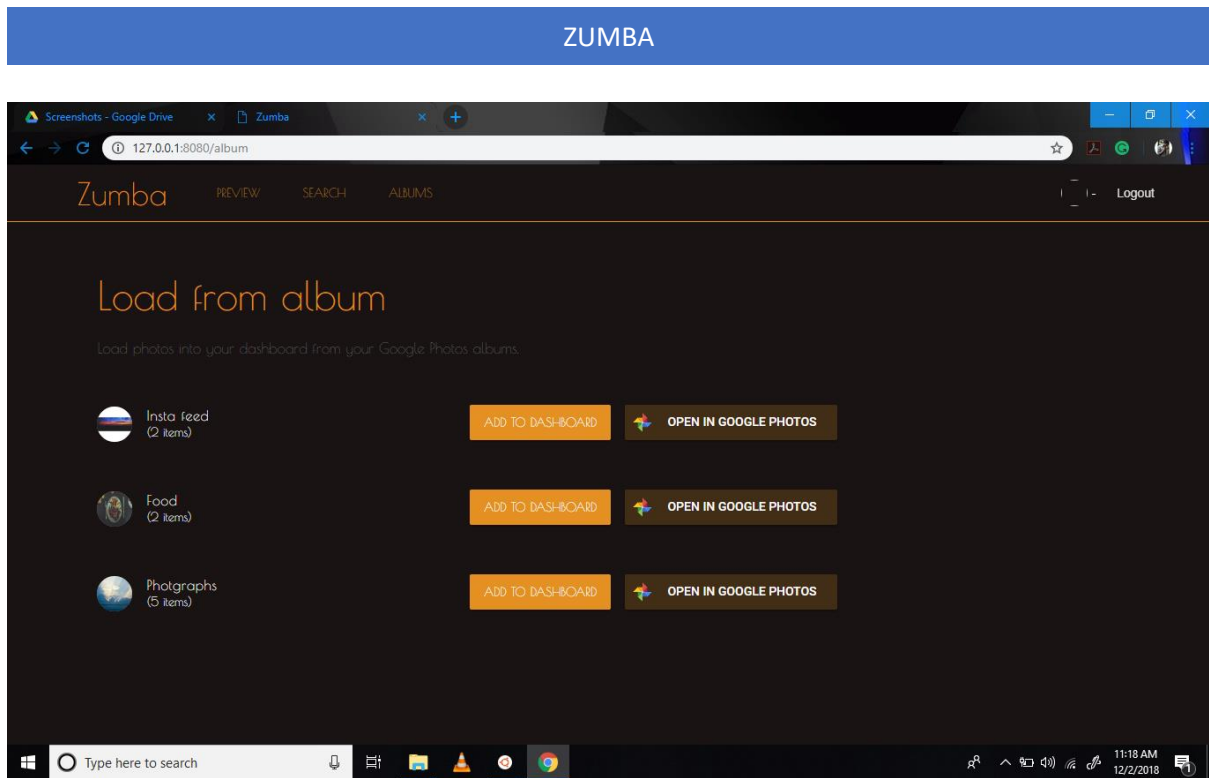 ZUMBA
Screenshots - Google Drive
Zumba
127.0.0.1:8080/album
Zumba PREVIEW SEARCH ALBUMS Logout
Load from album
Load photos into your dashboard from your Google Photos albums.
Insta feed
(2 items)
ADD TO DASHBOARD
OPEN IN GOOGLE PHOTOS
Food
(2 items)
ADD TO DASHBOARD
OPEN IN GOOGLE PHOTOS
Photgraphs
(5 items)
ADD TO DASHBOARD
OPEN IN GOOGLE PHOTOS
Type here to search
11:18 AM
12/2/2018
1